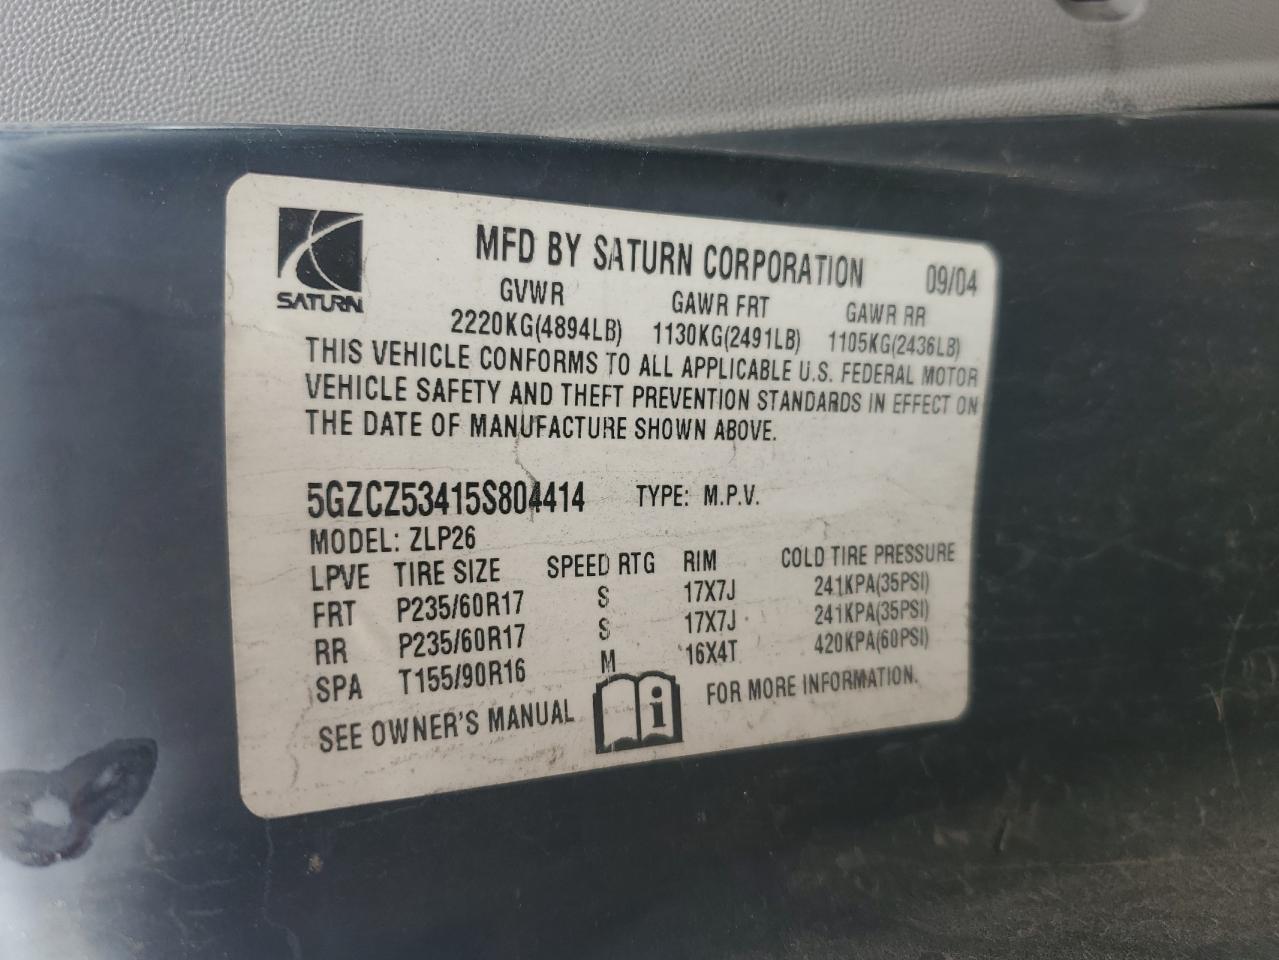 SATURN
MFD BY SATURN CORPORATION 09/04
GVWR GAWR FRT GAWR RR
2220KG(4894LB) 1130KG(2491LB) 1105KG(2436LB)
THIS VEHICLE CONFORMS TO ALL APPLICABLE U.S. FEDERAL MOTOR
VEHICLE SAFETY AND THEFT PREVENTION STANDARDS IN EFFECT ON
THE DATE OF MANUFACTURE SHOWN ABOVE.
5GZCZ53415S804414 TYPE: M.P.V.
MODEL: ZLP26
LPVE TIRE SIZE SPEED RTG RIM COLD TIRE PRESSURE
FRT P235/60R17 S 17X7J 241KPA(35PSI)
RR P235/60R17 S 17X7J 241KPA(35PSI)
SPA T155/90R16 M 16X4T 420KPA(60PSI)
SEE OWNER'S MANUAL i FOR MORE INFORMATION.